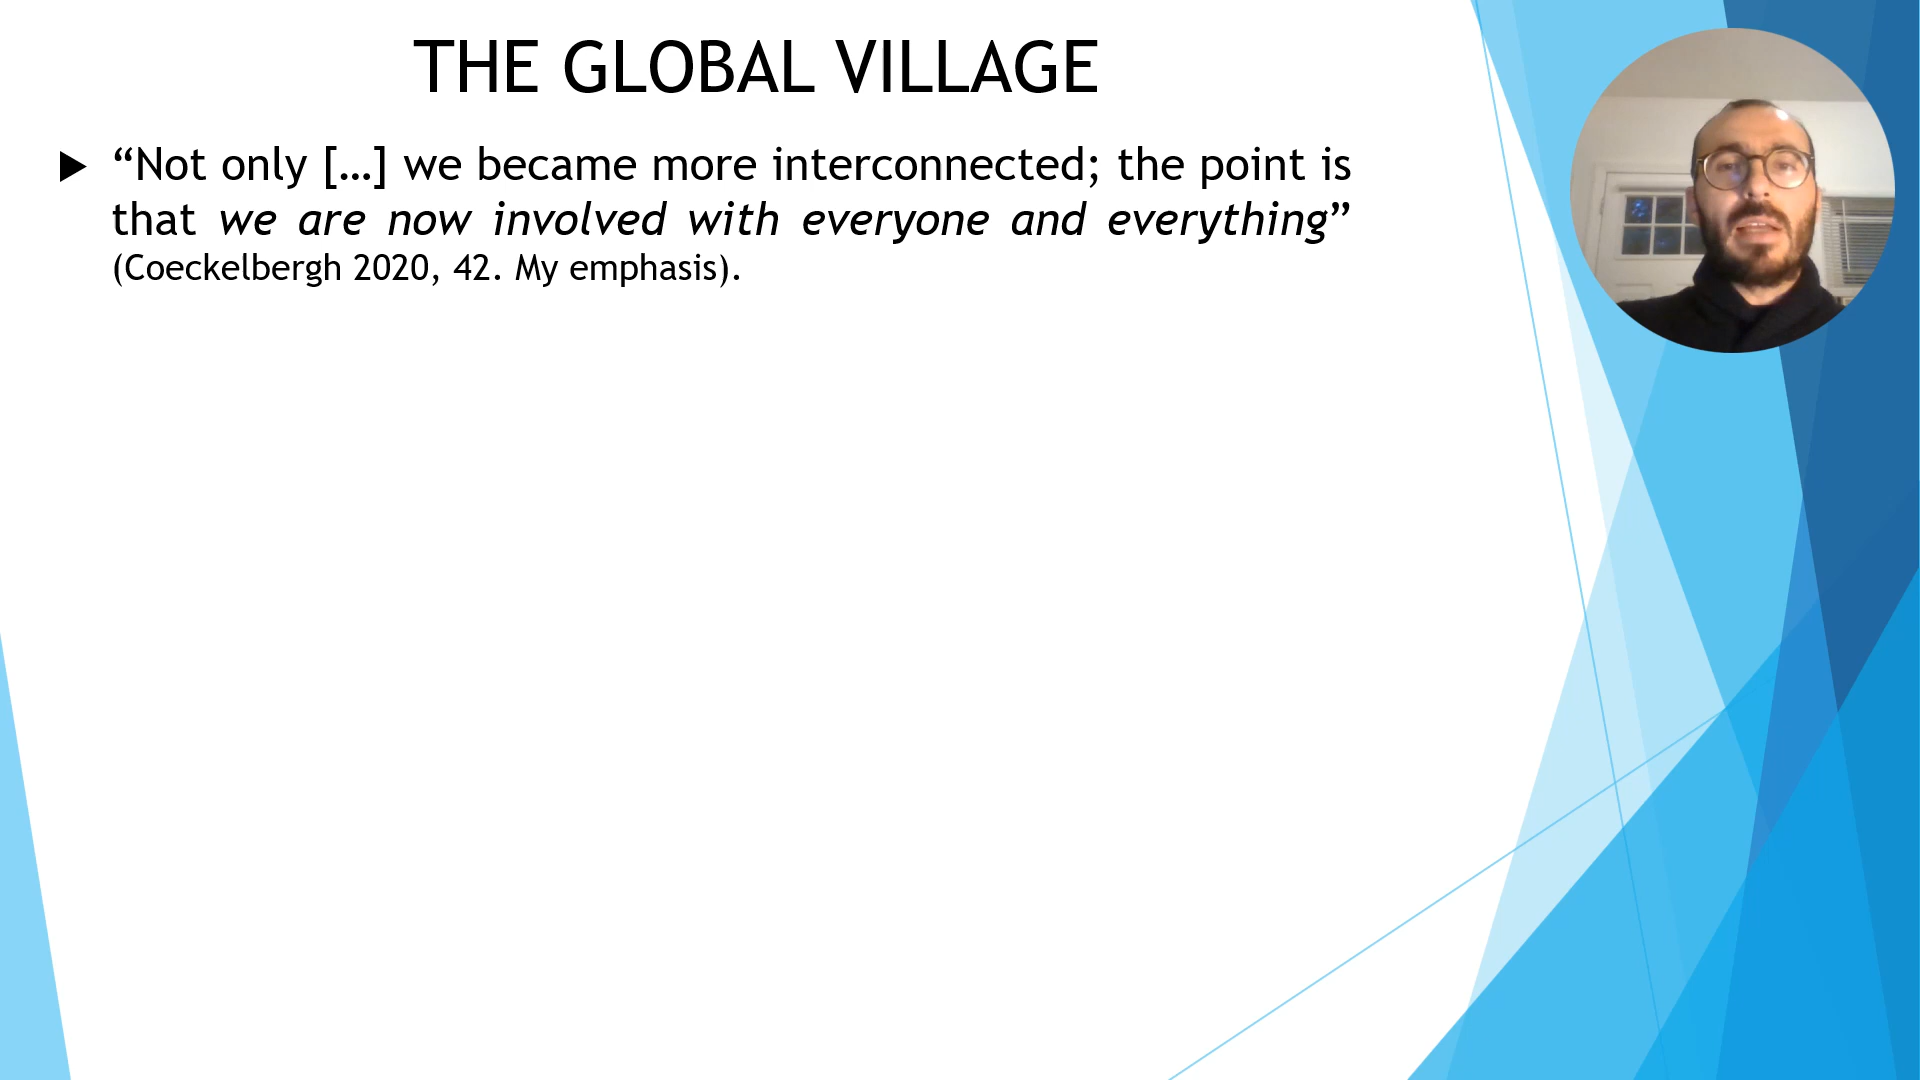 THE GLOBAL VILLAGE
“Not only […] we became more interconnected; the point is
that we are now involved with everyone and everything”
(Coeckelbergh 2020, 42. My emphasis).